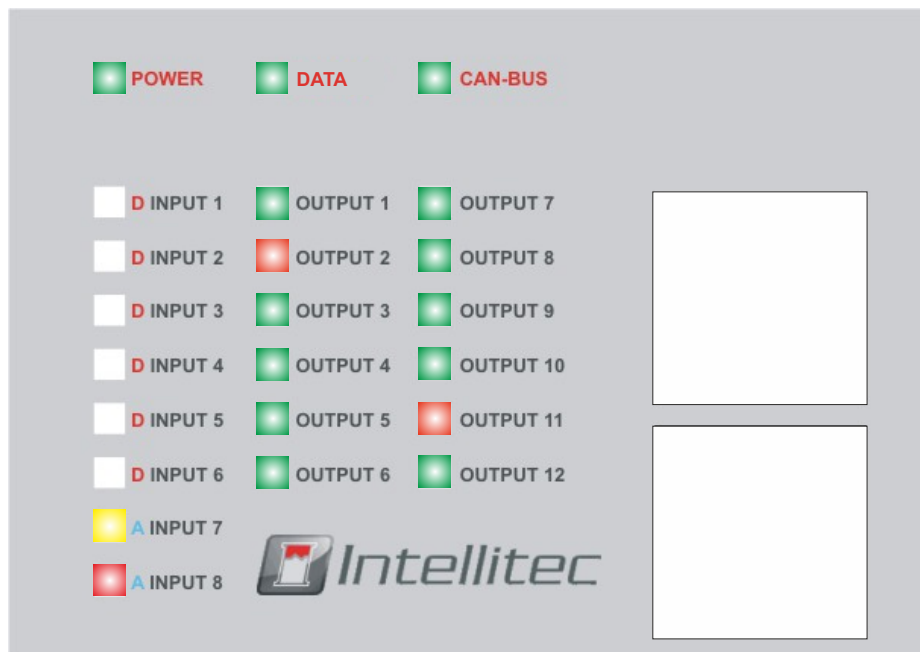 POWER DATA CAN-BUS
D INPUT 1 OUTPUT 1 OUTPUT 7
D INPUT 2 OUTPUT 2 OUTPUT 8
D INPUT 3 OUTPUT 3 OUTPUT 9
D INPUT 4 OUTPUT 4 OUTPUT 10
D INPUT 5 OUTPUT 5 OUTPUT 11
D INPUT 6 OUTPUT 6 OUTPUT 12
A INPUT 7
A INPUT 8
Intellitec